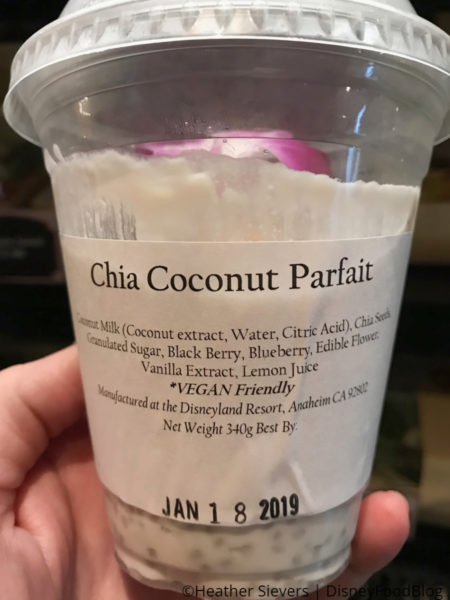 Chia Coconut Parfait
Coconut Milk (Coconut extract, Water, Citric Acid), Chia Seeds,
Granulated Sugar, Black Berry, Blueberry, Edible Flower,
Vanilla Extract, Lemon Juice
*VEGAN Friendly
Manufactured at the Disneyland Resort, Anaheim CA 92802
Net Weight 340g Best By:
JAN 18 2019
©Heather Sievers | DisneyFoodBlog